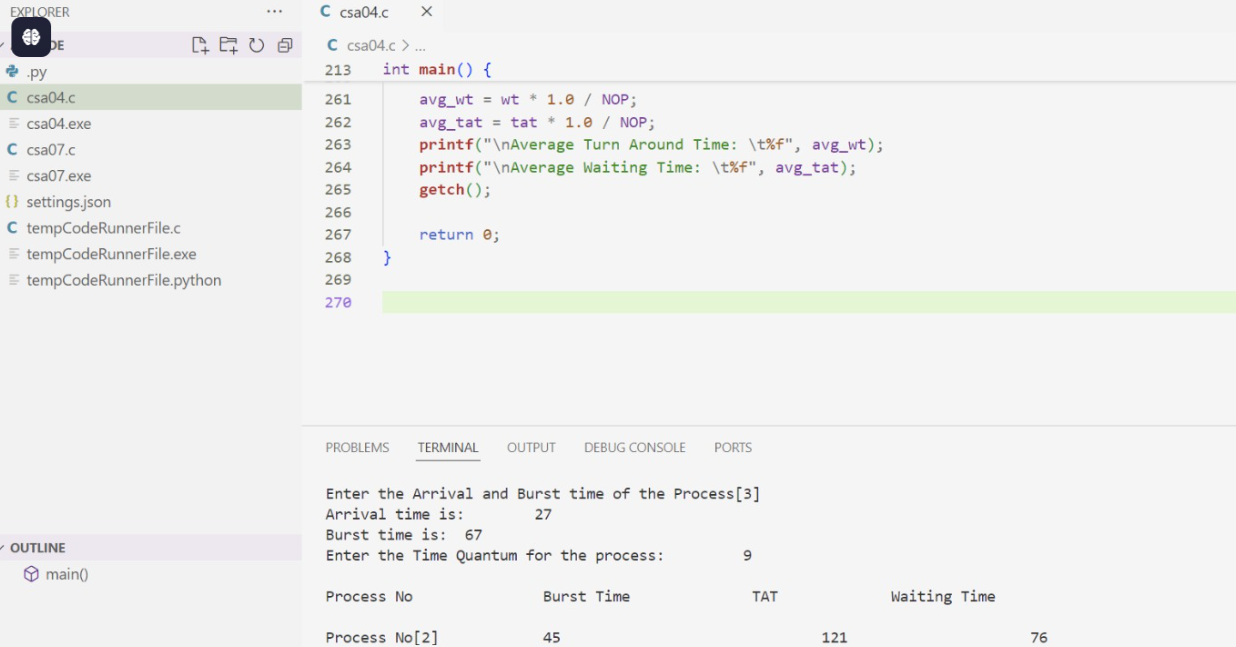 EXPLORER
DE
.py
csa04.c
csa04.exe
csa07.c
csa07.exe
settings.json
tempCodeRunnerFile.c
tempCodeRunnerFile.exe
tempCodeRunnerFile.python
OUTLINE
main()
csa04.c
csa04.c > ...
213 int main() {
261 avg_wt = wt * 1.0 / NOP;
262 avg_tat = tat * 1.0 / NOP;
263 printf("\nAverage Turn Around Time: \t%f", avg_wt);
264 printf("\nAverage Waiting Time: \t%f", avg_tat);
265 getch();
266
267 return 0;
268 }
269
270
PROBLEMS TERMINAL OUTPUT DEBUG CONSOLE PORTS
Enter the Arrival and Burst time of the Process[3]
Arrival time is: 27
Burst time is: 67
Enter the Time Quantum for the process: 9
Process No Burst Time TAT Waiting Time
Process No[2] 45 121 76